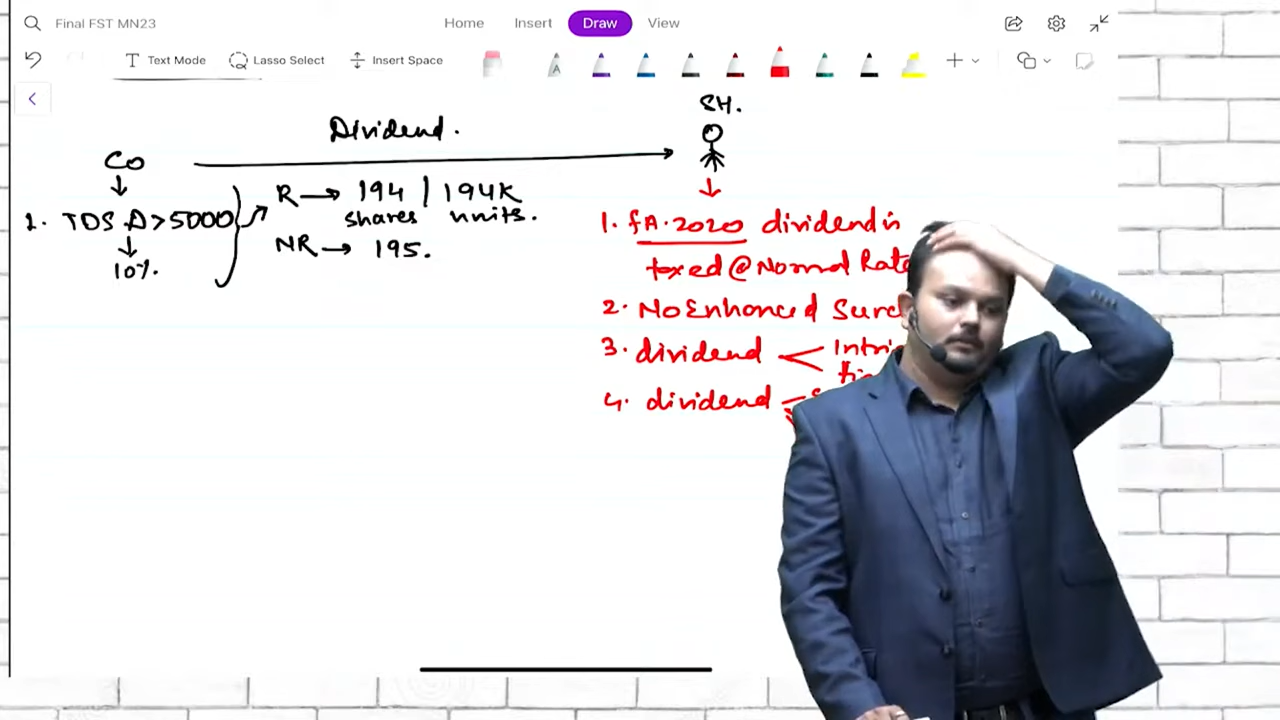 Final FST MN23
Home Insert Draw View
Text Mode Lasso Select Insert Space
SH.
Dividend.
Co
R → 194 | 194K
shares units.
1. TDS D > 5000
NR → 195.
10%.
1. FA.2020 dividend is
taxed @ Normal Rate
2. No Enhanced Surc
3. dividend Intri
4. dividend